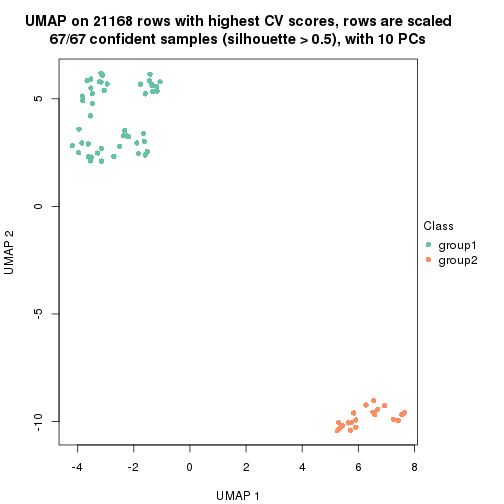 UMAP on 21168 rows with highest CV scores, rows are scaled
67/67 confident samples (silhouette > 0.5), with 10 PCs
5
0
-5
-10
UMAP 2
-4 -2 0 2 4 6 8
UMAP 1
Class
group1
group2